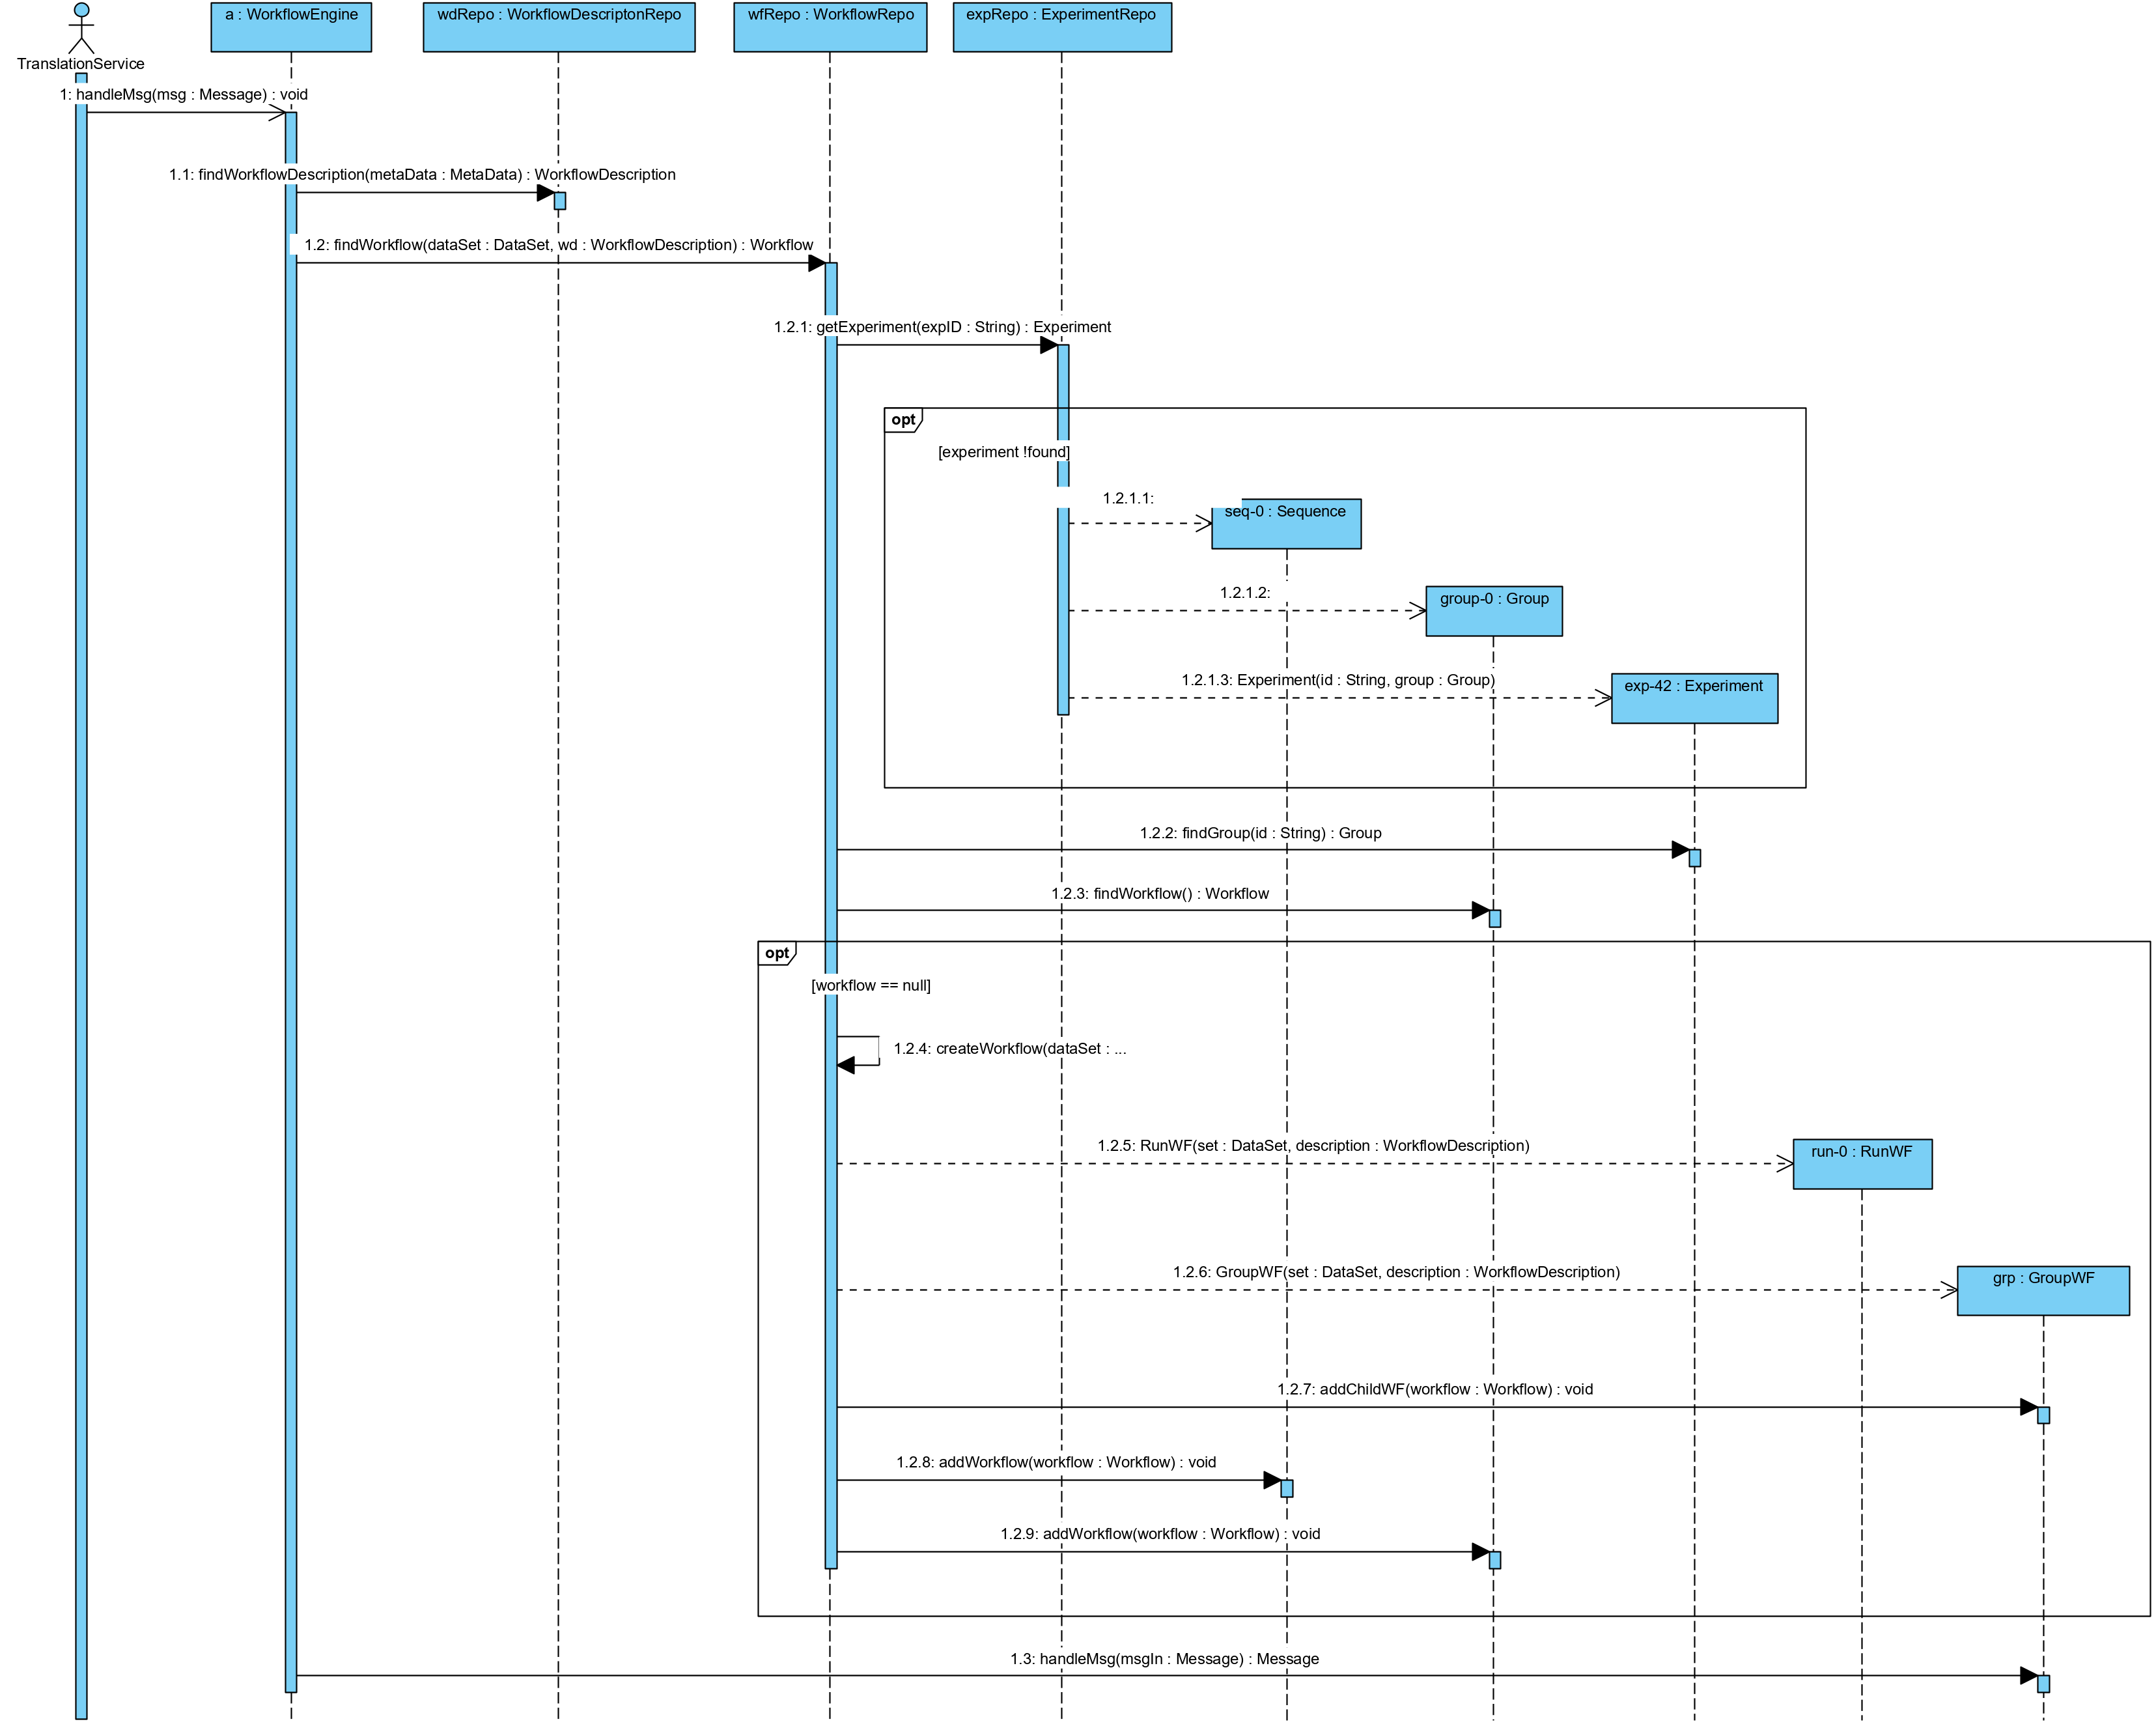 a : WorkflowEngine
wdRepo : WorkflowDescriptonRepo
wfRepo : WorkflowRepo
expRepo : ExperimentRepo
TranslationService
1: handleMsg(msg : Message) : void
1.1: findWorkflowDescription(metaData : MetaData) : WorkflowDescription
1.2: findWorkflow(dataSet : DataSet, wd : WorkflowDescription) : Workflow
1.2.1: getExperiment(expID : String) : Experiment
opt
[experiment !found]
1.2.1.1:
seq-0 : Sequence
1.2.1.2:
group-0 : Group
1.2.1.3: Experiment(id : String, group : Group)
exp-42 : Experiment
1.2.2: findGroup(id : String) : Group
1.2.3: findWorkflow() : Workflow
opt
[workflow == null]
1.2.4: createWorkflow(dataSet : ...
1.2.5: RunWF(set : DataSet, description : WorkflowDescription)
run-0 : RunWF
1.2.6: GroupWF(set : DataSet, description : WorkflowDescription)
grp : GroupWF
1.2.7: addChildWF(workflow : Workflow) : void
1.2.8: addWorkflow(workflow : Workflow) : void
1.2.9: addWorkflow(workflow : Workflow) : void
1.3: handleMsg(msgIn : Message) : Message